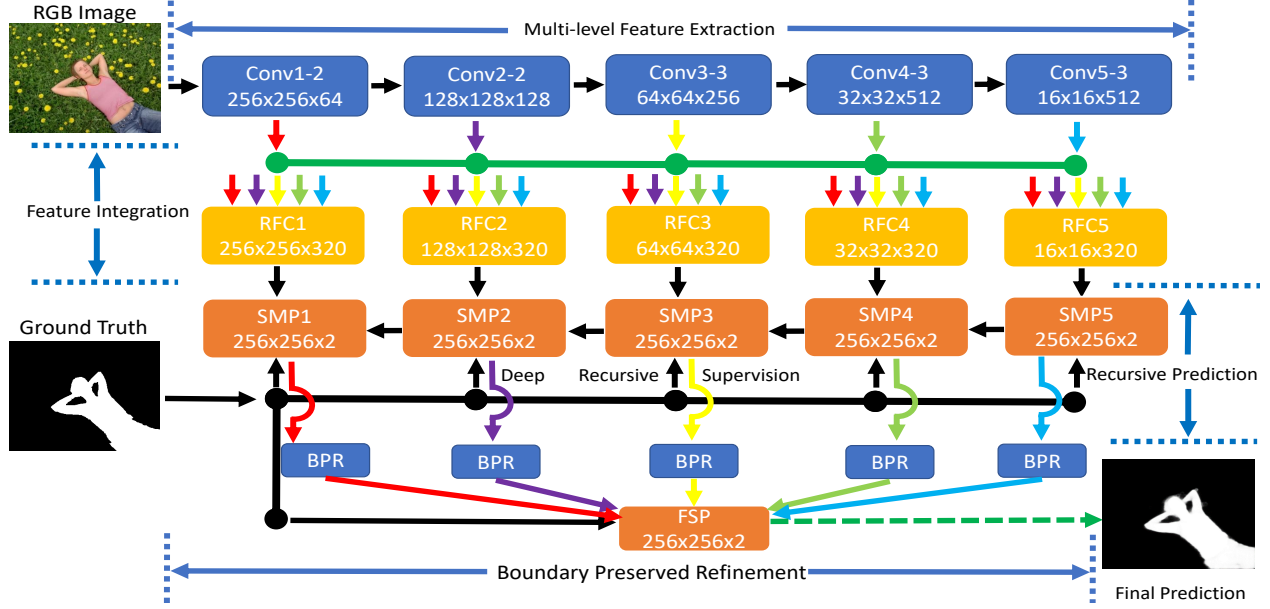 RGB Image
Multi-level Feature Extraction
Conv1-2
256x256x64
Conv2-2
128x128x128
Conv3-3
64x64x256
Conv4-3
32x32x512
Conv5-3
16x16x512
Feature Integration
RFC1
256x256x320
RFC2
128x128x320
RFC3
64x64x320
RFC4
32x32x320
RFC5
16x16x320
Ground Truth
SMP1
256x256x2
SMP2
256x256x2
SMP3
256x256x2
SMP4
256x256x2
SMP5
256x256x2
Deep Recursive Supervision
Recursive Prediction
BPR
BPR
BPR
BPR
BPR
FSP
256x256x2
Boundary Preserved Refinement
Final Prediction